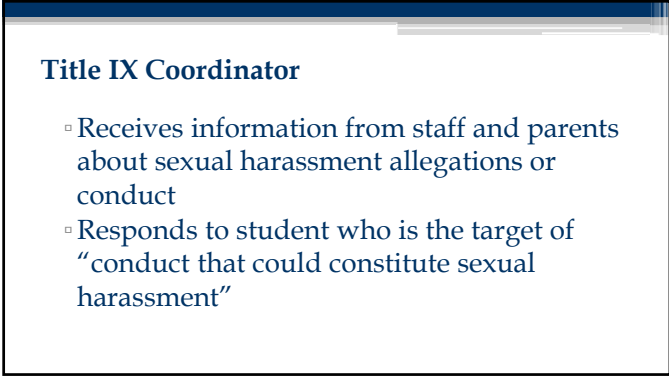 Title IX Coordinator
▫Receives information from staff and parents
about sexual harassment allegations or
conduct
▫Responds to student who is the target of
“conduct that could constitute sexual
harassment”